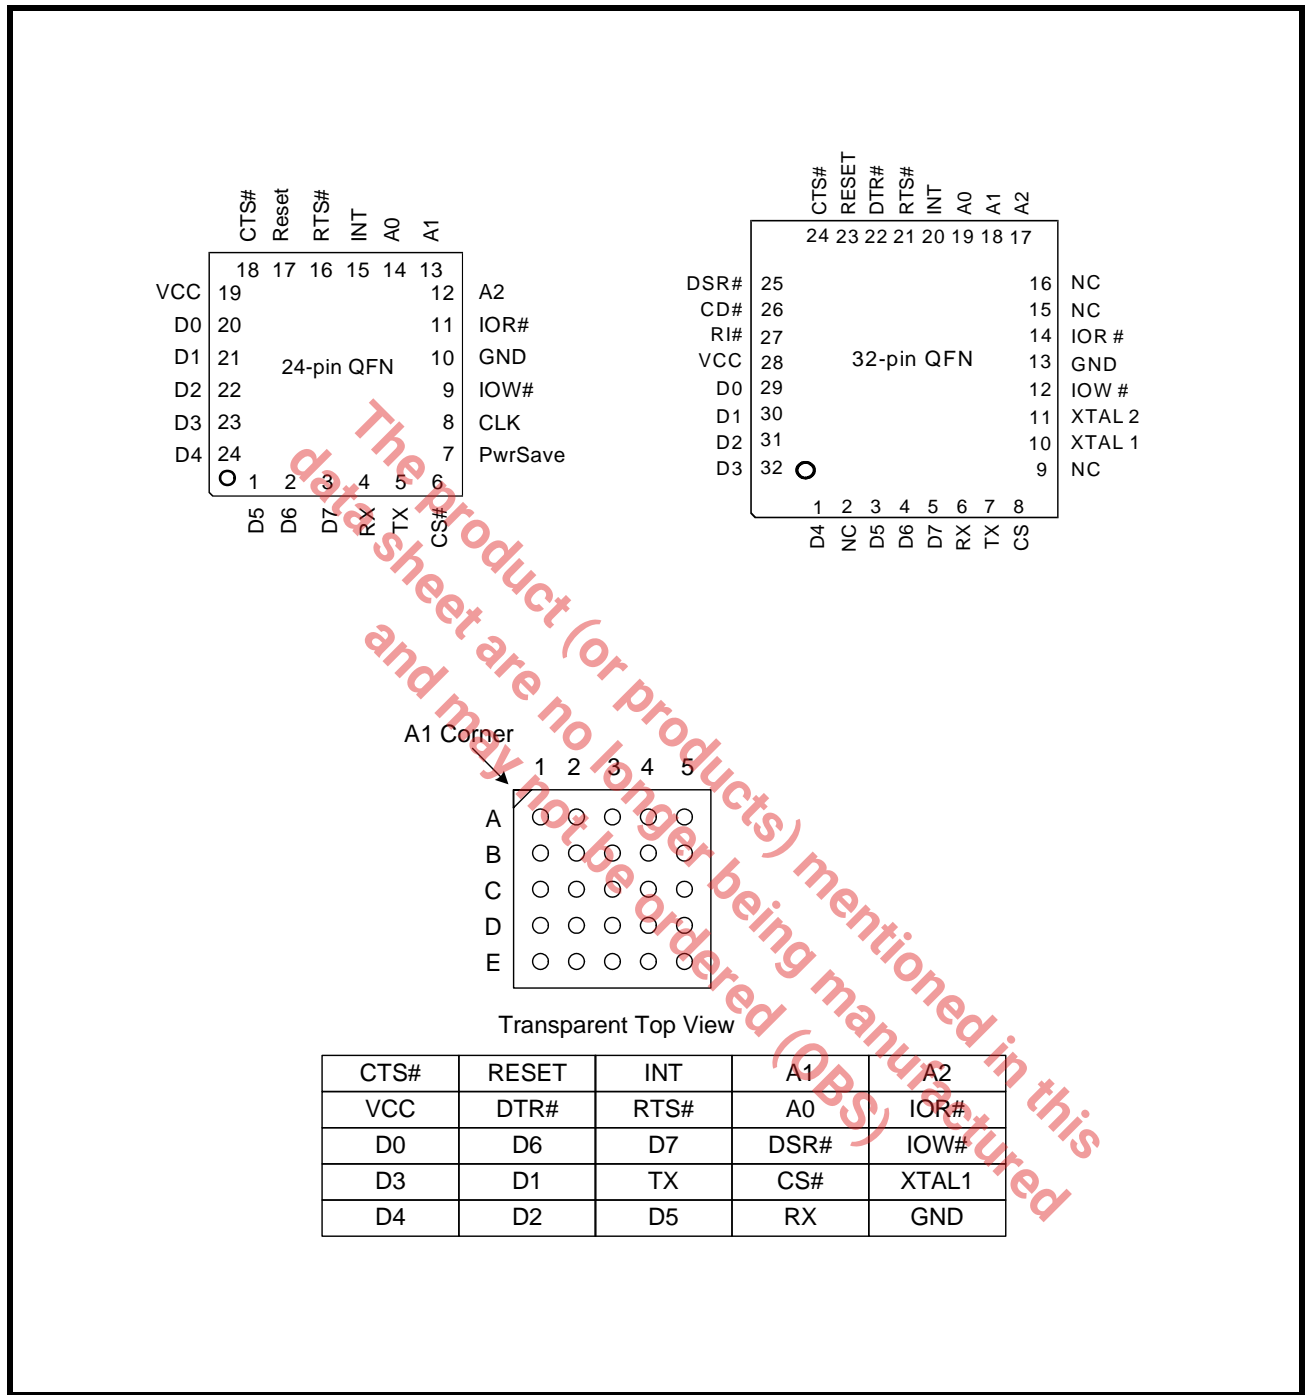 CTS# Reset RTS# INT A0 A1
18 17 16 15 14 13
VCC 19 12 A2
D0 20 11 IOR#
D1 21 24-pin QFN 10 GND
D2 22 9 IOW#
D3 23 8 CLK
D4 24 7 PwrSave
1 2 3 4 5 6
D5 D6 D7 RX TX CS#
CTS# RESET DTR# RTS# INT A0 A1 A2
24 23 22 21 20 19 18 17
DSR# 25 16 NC
CD# 26 15 NC
RI# 27 14 IOR #
VCC 28 32-pin QFN 13 GND
D0 29 12 IOW #
D1 30 11 XTAL 2
D2 31 10 XTAL 1
D3 32 9 NC
1 2 3 4 5 6 7 8
D4 NC D5 D6 D7 RX TX CS
The product (or products) mentioned in this
data sheet are no longer being manufactured
and may not be ordered (OBS)
A1 Corner
1 2 3 4 5
A
B
C
D
E
Transparent Top View
CTS# RESET INT A1 A2
VCC DTR# RTS# A0 IOR#
D0 D6 D7 DSR# IOW#
D3 D1 TX CS# XTAL1
D4 D2 D5 RX GND